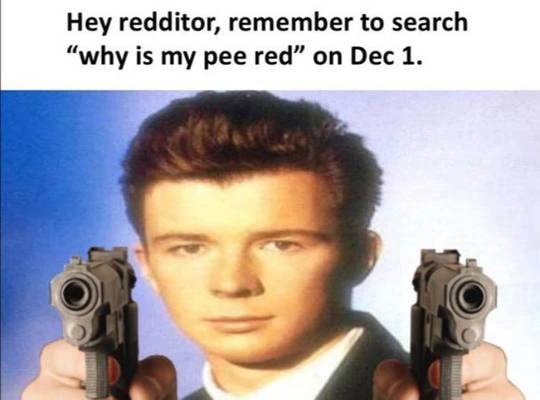 Hey redditor, remember to search
“why is my pee red” on Dec 1.